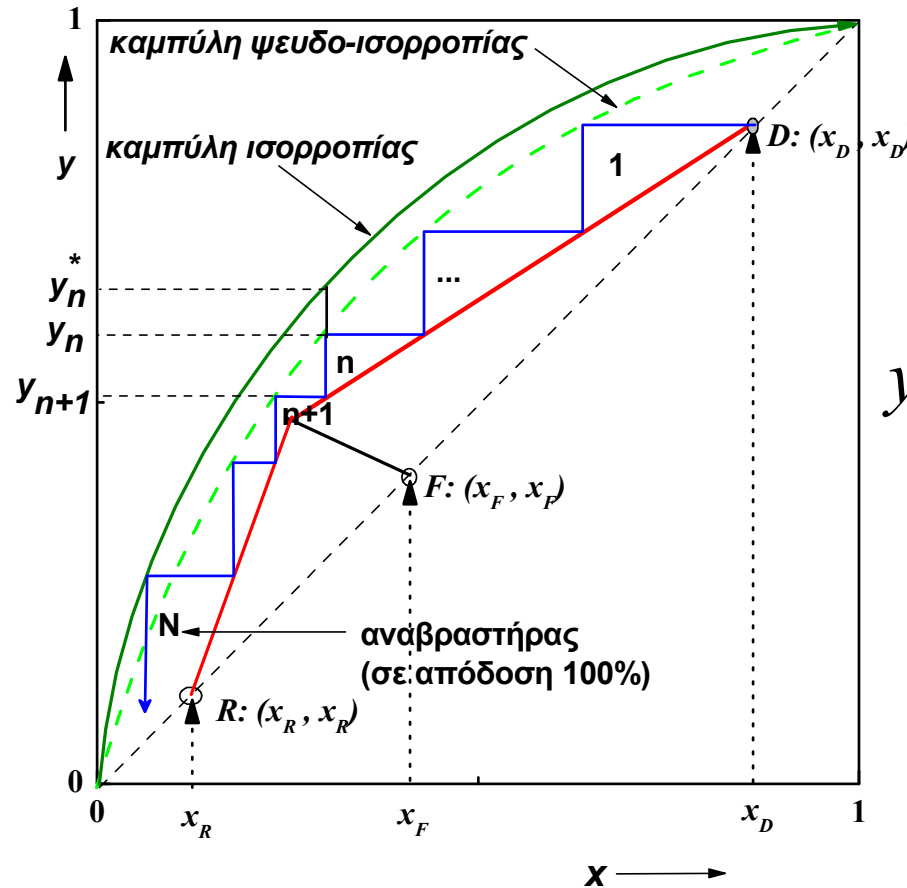 1
καμπύλη ψευδο-ισορροπίας
y
καμπύλη ισορροπίας
D: (x_D , x_D)
1
...
y_n^*
y_n
n
y_{n+1}
n+1
y
F: (x_F , x_F)
N
αναβραστήρας
(σε απόδοση 100%)
R: (x_R , x_R)
0
0
x_R
x_F
x_D
1
x